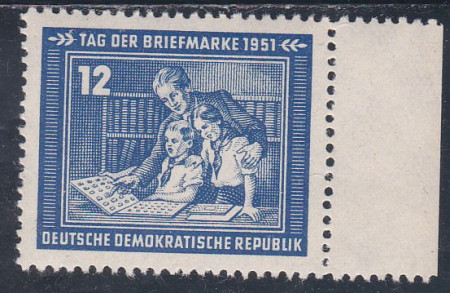 TAG DER BRIEFMARKE 1951
12
DEUTSCHE DEMOKRATISCHE REPUBLIK